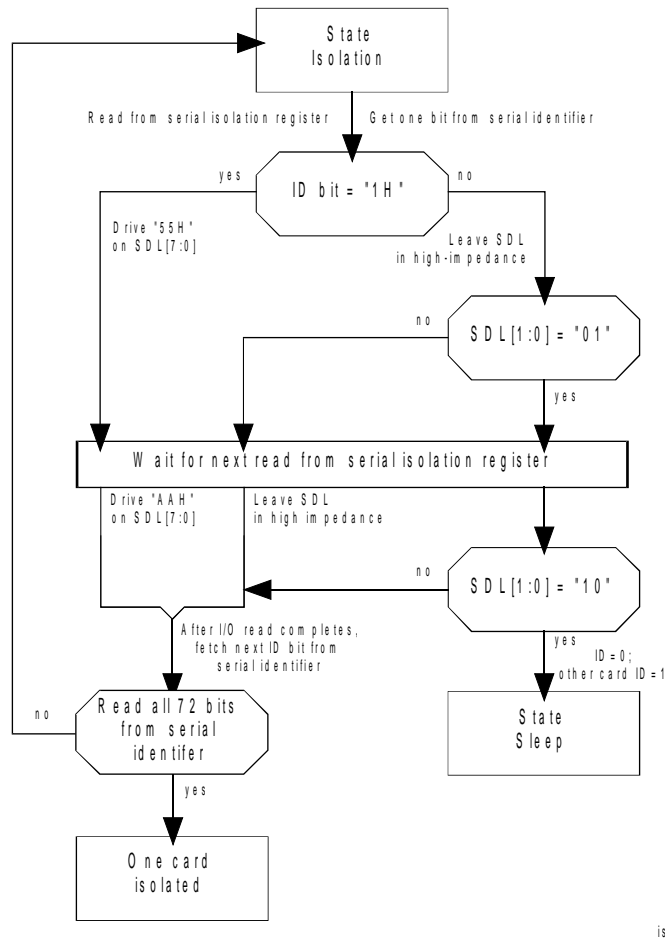 State
Isolation
Read from serial isolation register
Get one bit from serial identifier
yes
ID bit = "1H"
no
Drive "55H"
on SDL[7:0]
Leave SDL
in high-impedance
no
SDL[1:0] = "01"
yes
Wait for next read from serial isolation register
Drive "AAH"
on SDL[7:0]
Leave SDL
in high impedance
no
SDL[1:0] = "10"
After I/O read completes,
fetch next ID bit from
serial identifier
yes
ID=0;
other card ID=1
no
Read all 72 bits
from serial
identifer
State
Sleep
yes
One card
isolated
is